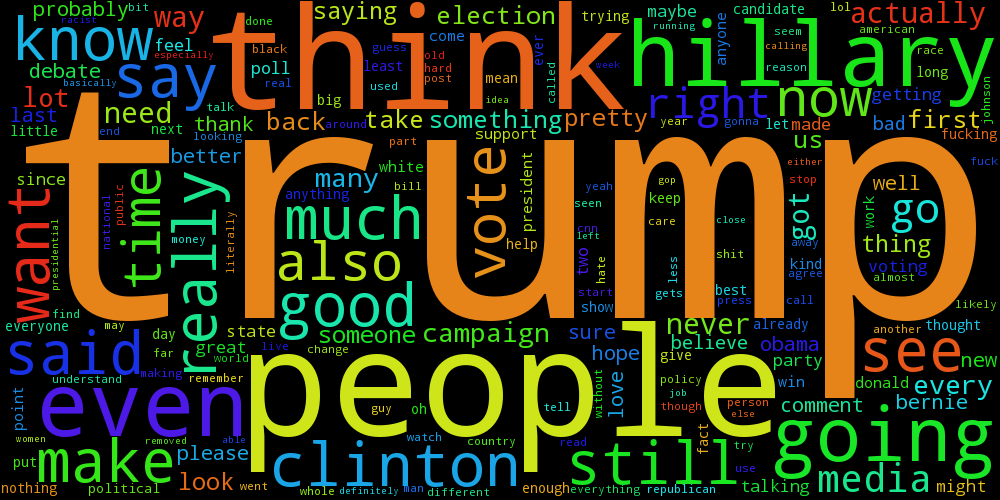 probably
bit
way
saying
election
trying
maybe
candidate
lol
actually
racist
done
come
running
american
know
feel
especially
black
think
guess
ever
hillary
anyone
seem
calling
race
debate
say
poll
least
old
hard
post
mean
called
reason
long
basically
real
used
idea
week
lot
need
talk
big
right
now
getting
johnson
last
thank
back
take
something
pretty
year
gonna
let
made
bad
first
little
end
next
looking
around
support
us
fucking
trump
part
either
fuck
better
white
since
many
vote
president
yeah
gop
stop
well
want
time
really
anything
bill
seen
keep
got
work
go
public
national
presidential
literally
much
care
close
cnn
left
thing
money
help
two
hate
less
shit
away
kind
voting
also
agree
almost
start
gets
best
find
good
show
press
call
likely
everyone
may
day
state
someone
campaign
sure
never
already
another
thought
said
far
great
live
change
believe
obama
see
new
world
people
hope
give
party
understand
making
remember
love
policy
win
donald
every
even
job
point
guy
oh
tell
without
though
person
else
comment
bernie
women
removed
able
watch
country
read
fact
try
going
make
please
clinton
still
put
use
media
look
everything
talking
nothing
political
went
whole
definitely
man
different
enough
republican
might